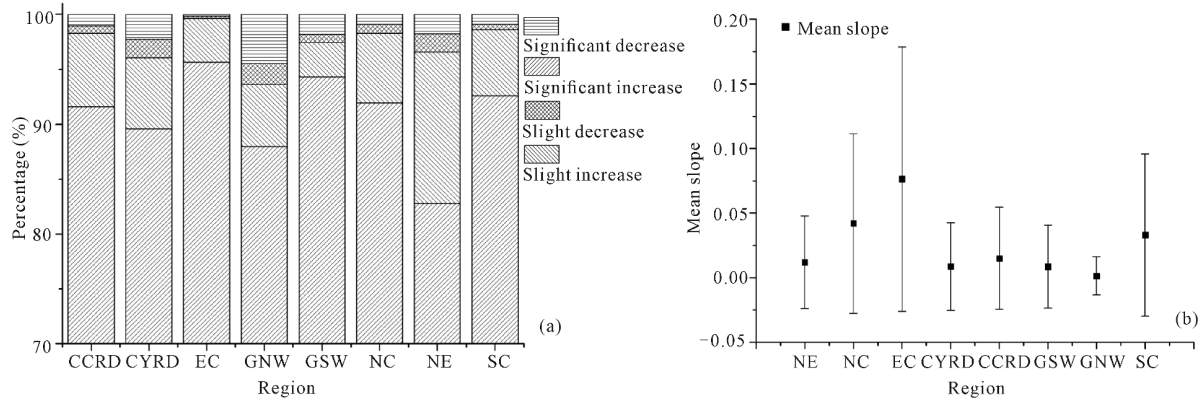 100
90
80
70
Percentage (%)
CCRD CYRD EC GNW GSW NC NE SC
Region
Significant decrease
Significant increase
Slight decrease
Slight increase
(a)
0.20
0.15
0.10
0.05
0.00
−0.05
Mean slope
Mean slope
NE NC EC CYRD CCRD GSW GNW SC
Region
(b)